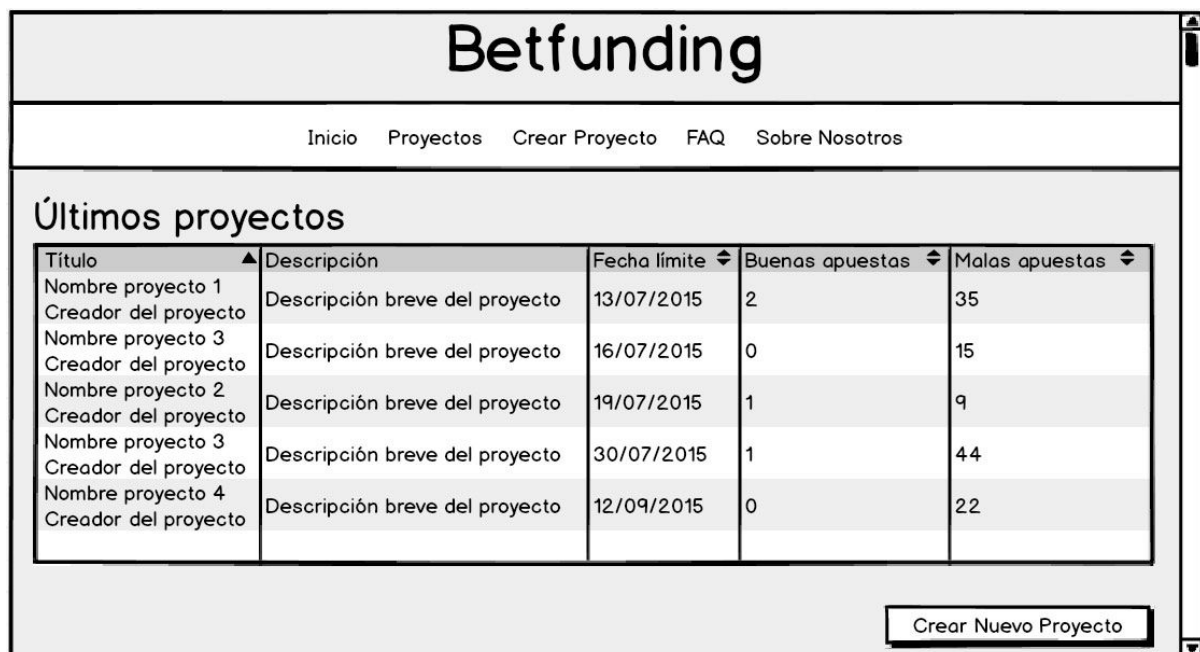 Betfunding
Inicio Proyectos Crear Proyecto FAQ Sobre Nosotros
Últimos proyectos
Título Descripción Fecha límite Buenas apuestas Malas apuestas
Nombre proyecto 1
Creador del proyecto Descripción breve del proyecto 13/07/2015 2 35
Nombre proyecto 3
Creador del proyecto Descripción breve del proyecto 16/07/2015 0 15
Nombre proyecto 2
Creador del proyecto Descripción breve del proyecto 19/07/2015 1 9
Nombre proyecto 3
Creador del proyecto Descripción breve del proyecto 30/07/2015 1 44
Nombre proyecto 4
Creador del proyecto Descripción breve del proyecto 12/09/2015 0 22
Crear Nuevo Proyecto